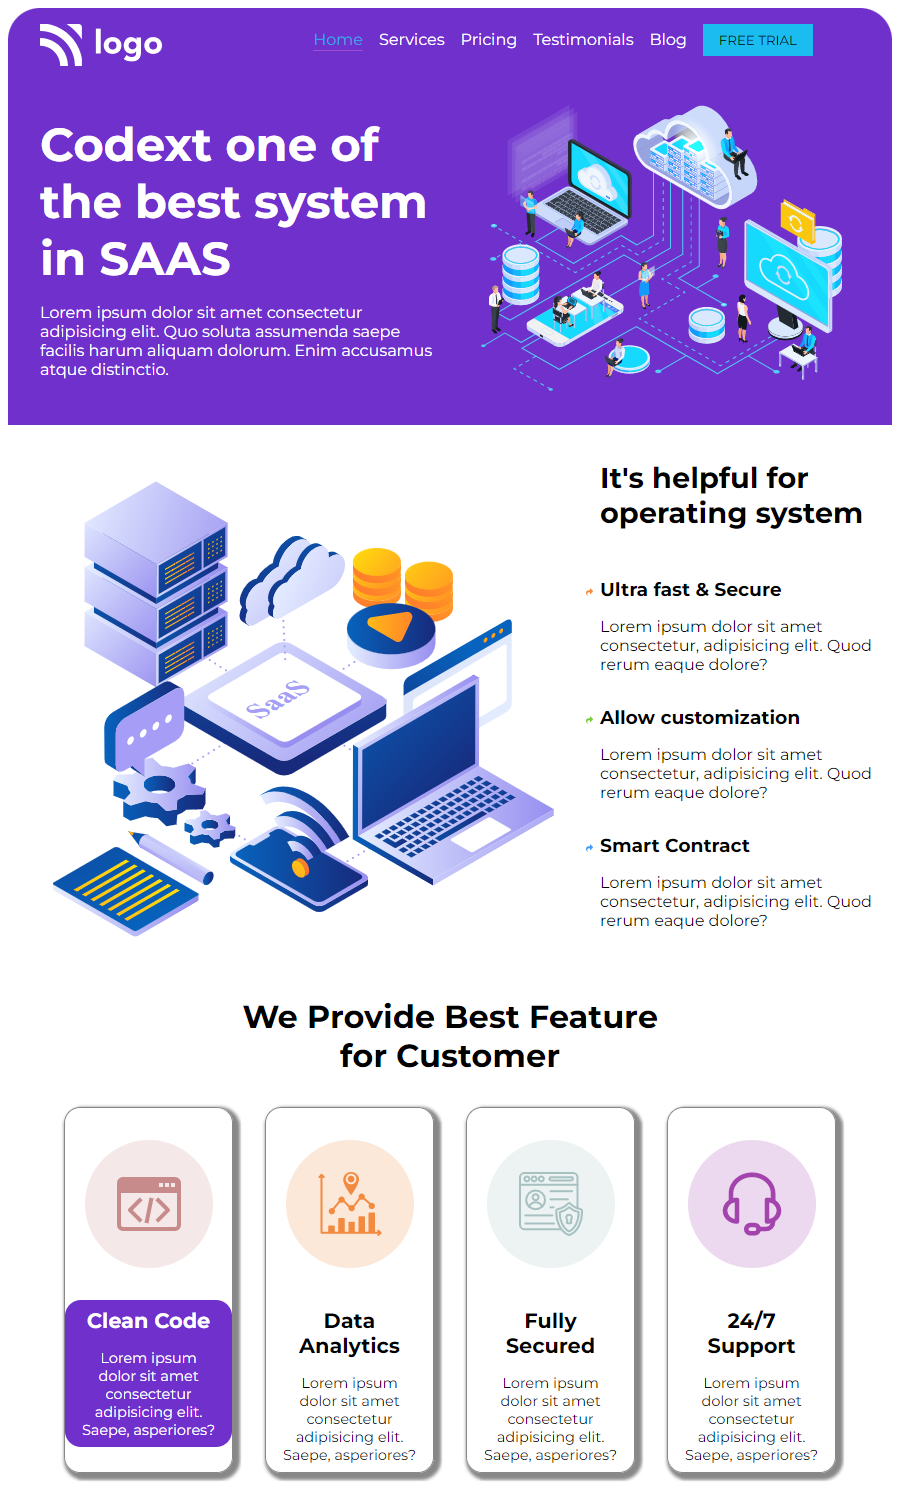 logo
Home Services Pricing Testimonials Blog FREE TRIAL
Codext one of
the best system
in SAAS
Lorem ipsum dolor sit amet consectetur
adipisicing elit. Quo soluta assumenda saepe
facilis harum aliquam dolorum. Enim accusamus
atque distinctio.
SaaS
It's helpful for
operating system
Ultra fast & Secure
Lorem ipsum dolor sit amet
consectetur, adipisicing elit. Quod
rerum eaque dolore?
Allow customization
Lorem ipsum dolor sit amet
consectetur, adipisicing elit. Quod
rerum eaque dolore?
Smart Contract
Lorem ipsum dolor sit amet
consectetur, adipisicing elit. Quod
rerum eaque dolore?
We Provide Best Feature
for Customer
Clean Code
Lorem ipsum
dolor sit amet
consectetur
adipisicing elit.
Saepe, asperiores?
Data
Analytics
Lorem ipsum
dolor sit amet
consectetur
adipisicing elit.
Saepe, asperiores?
Fully
Secured
Lorem ipsum
dolor sit amet
consectetur
adipisicing elit.
Saepe, asperiores?
24/7
Support
Lorem ipsum
dolor sit amet
consectetur
adipisicing elit.
Saepe, asperiores?